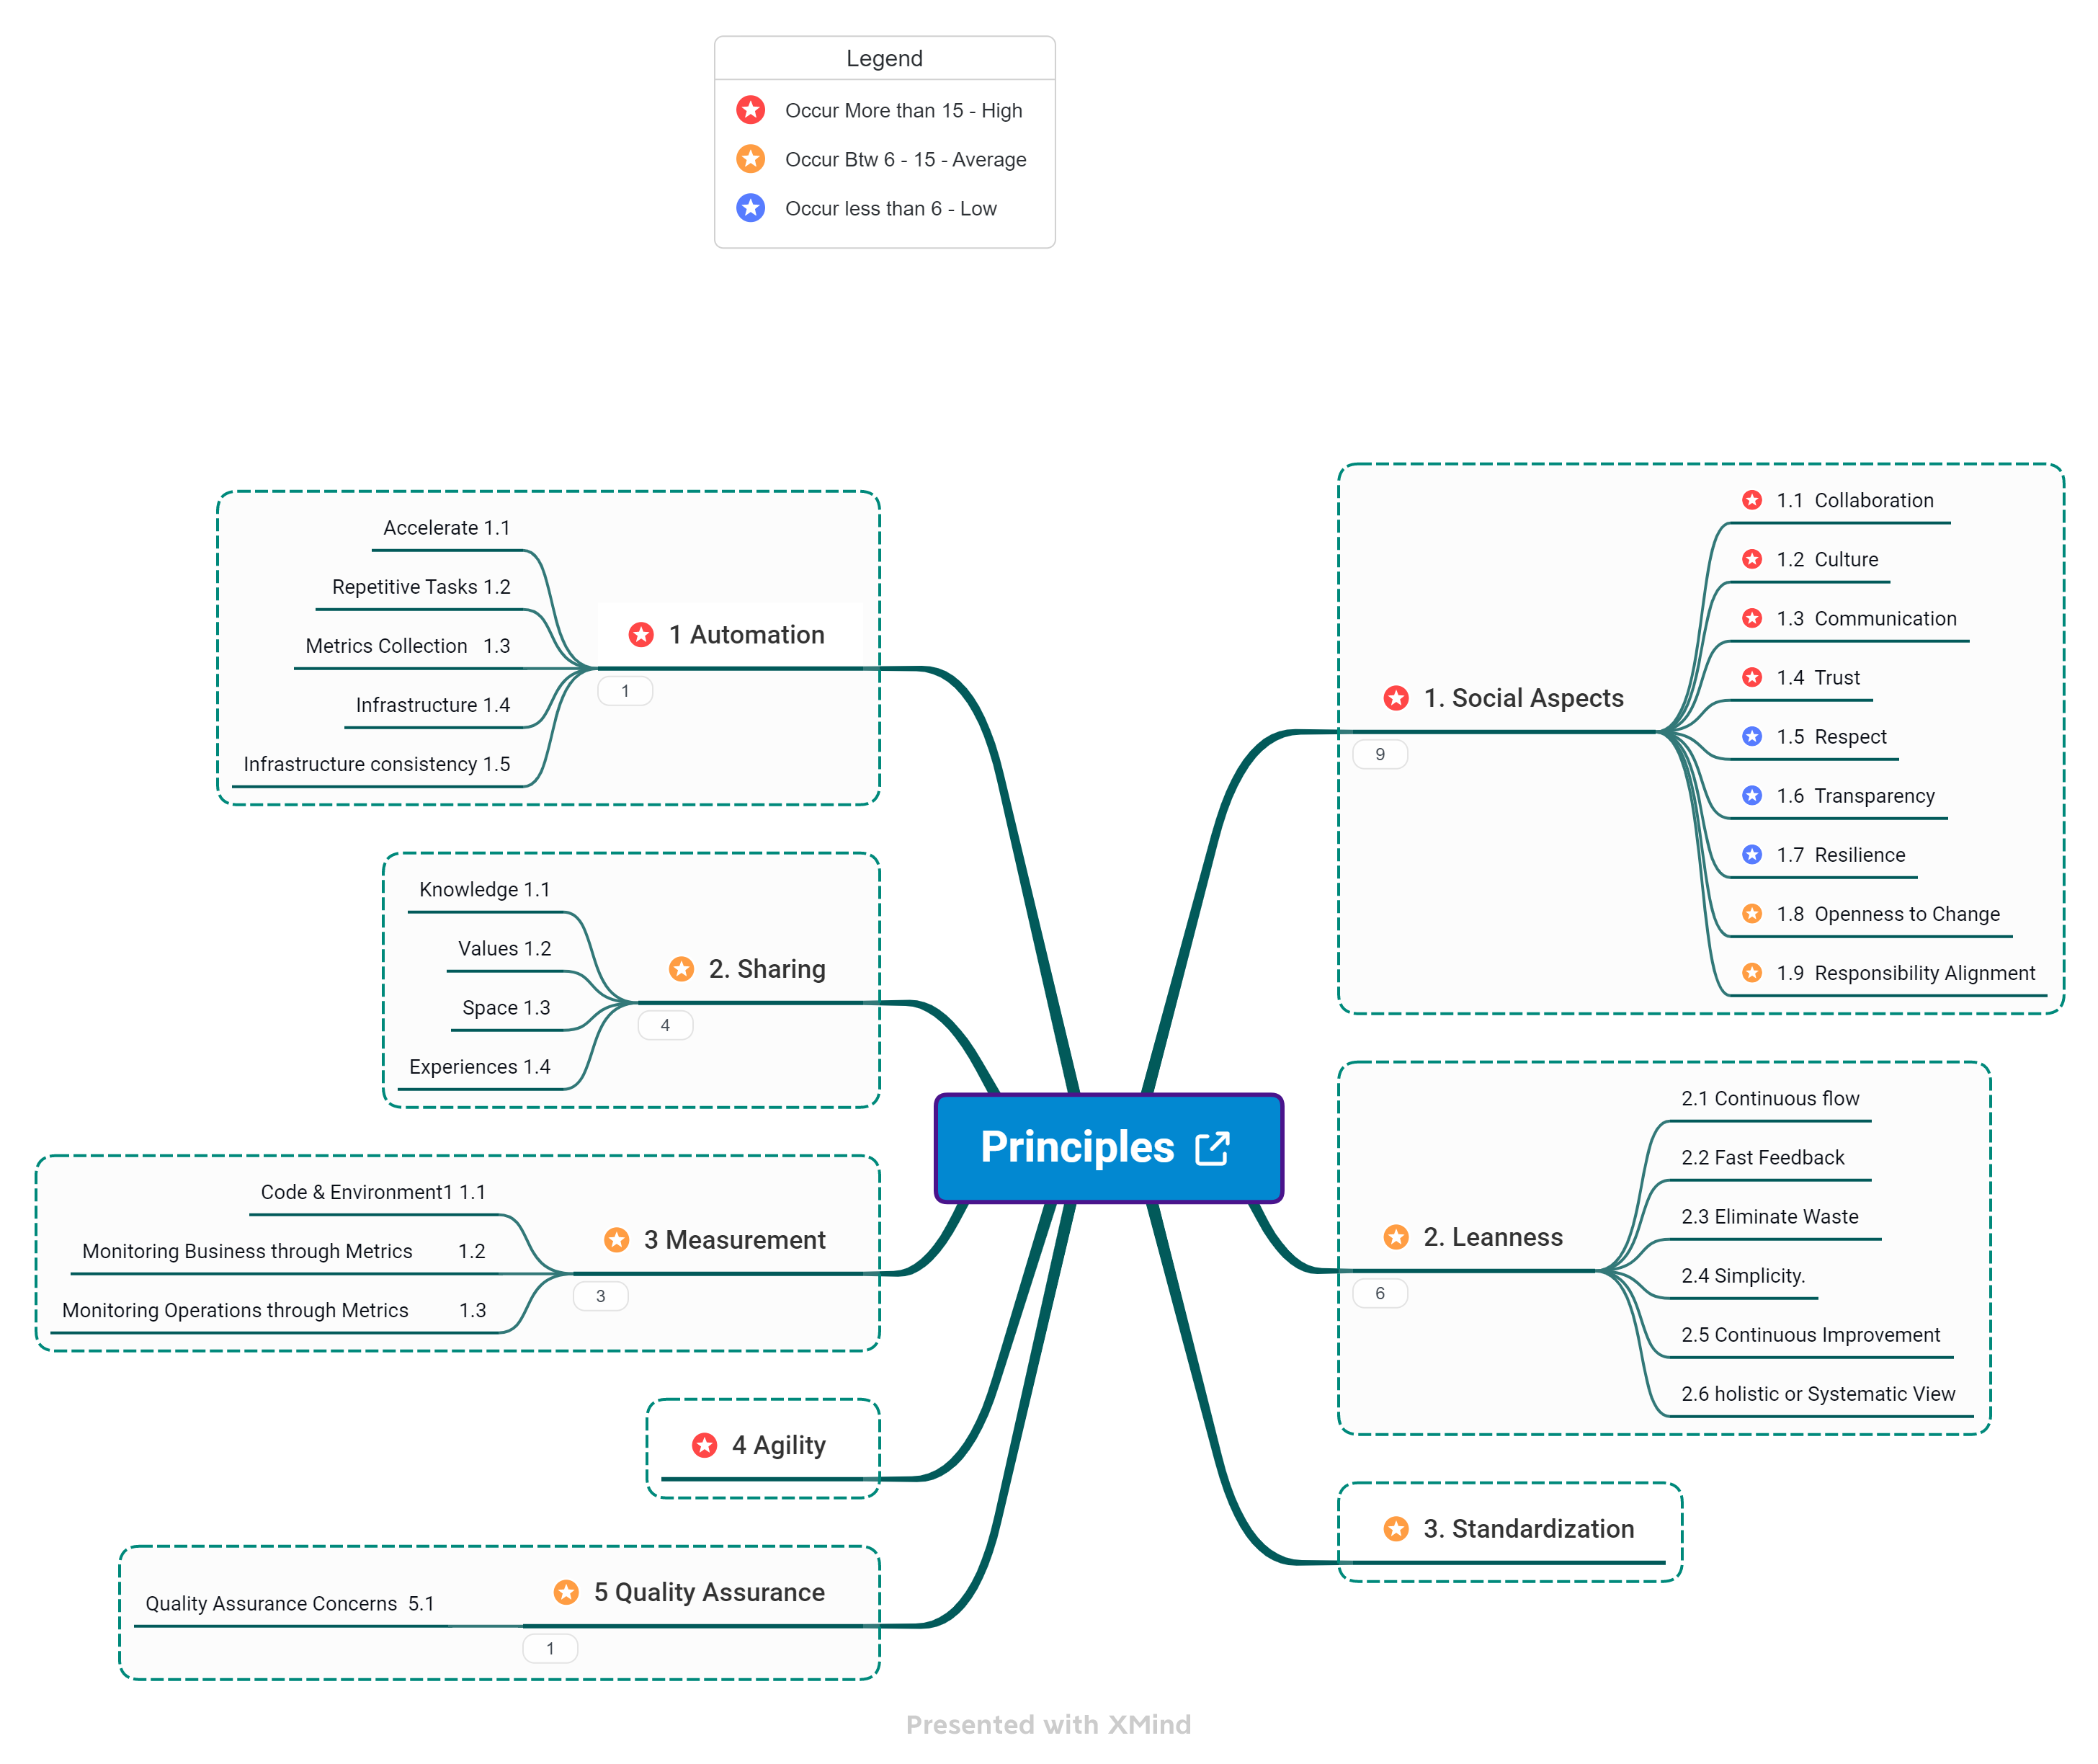 Legend
Occur More than 15 - High
Occur Btw 6 - 15 - Average
Occur less than 6 - Low
Accelerate 1.1
Repetitive Tasks 1.2
Metrics Collection 1.3
Infrastructure 1.4
Infrastructure consistency 1.5
1 Automation
1
Knowledge 1.1
Values 1.2
Space 1.3
Experiences 1.4
2. Sharing
4
Code & Environment1 1.1
Monitoring Business through Metrics 1.2
Monitoring Operations through Metrics 1.3
3 Measurement
3
4 Agility
Quality Assurance Concerns 5.1
5 Quality Assurance
1
Principles
1. Social Aspects
9
1.1 Collaboration
1.2 Culture
1.3 Communication
1.4 Trust
1.5 Respect
1.6 Transparency
1.7 Resilience
1.8 Openness to Change
1.9 Responsibility Alignment
2. Leanness
6
2.1 Continuous flow
2.2 Fast Feedback
2.3 Eliminate Waste
2.4 Simplicity.
2.5 Continuous Improvement
2.6 holistic or Systematic View
3. Standardization
Presented with XMind